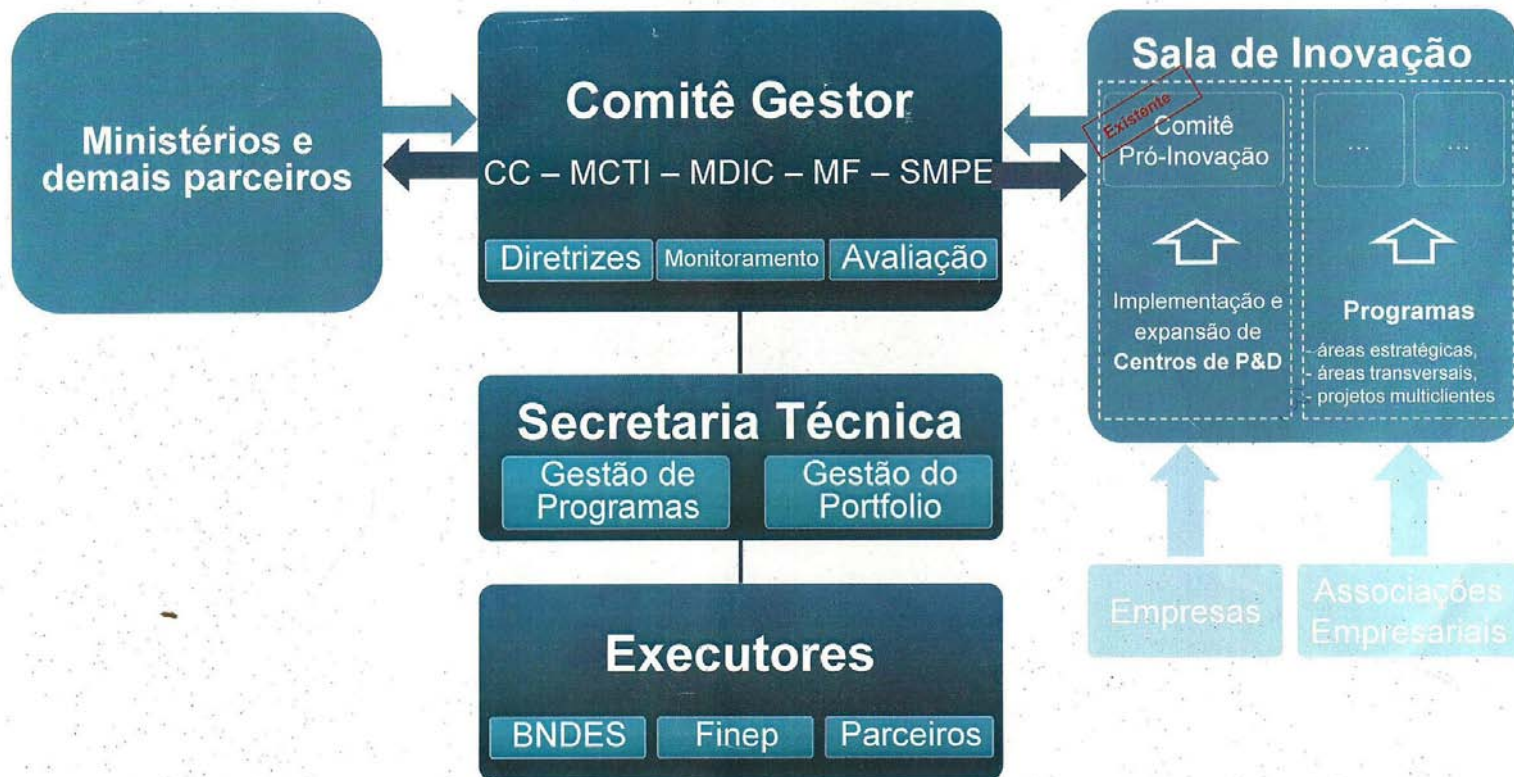 Ministérios e
demais parceiros
Comitê Gestor
CC – MCTI – MDIC – MF – SMPE
Diretrizes
Monitoramento
Avaliação
Secretaria Técnica
Gestão de
Programas
Gestão do
Portfolio
Executores
BNDES
Finep
Parceiros
Sala de Inovação
Existente
Comitê
Pró-Inovação
...
...
Implementação e
expansão de
Centros de P&D
Programas
- áreas estratégicas,
- áreas transversais,
- projetos multiclientes
Empresas
Associações
Empresariais